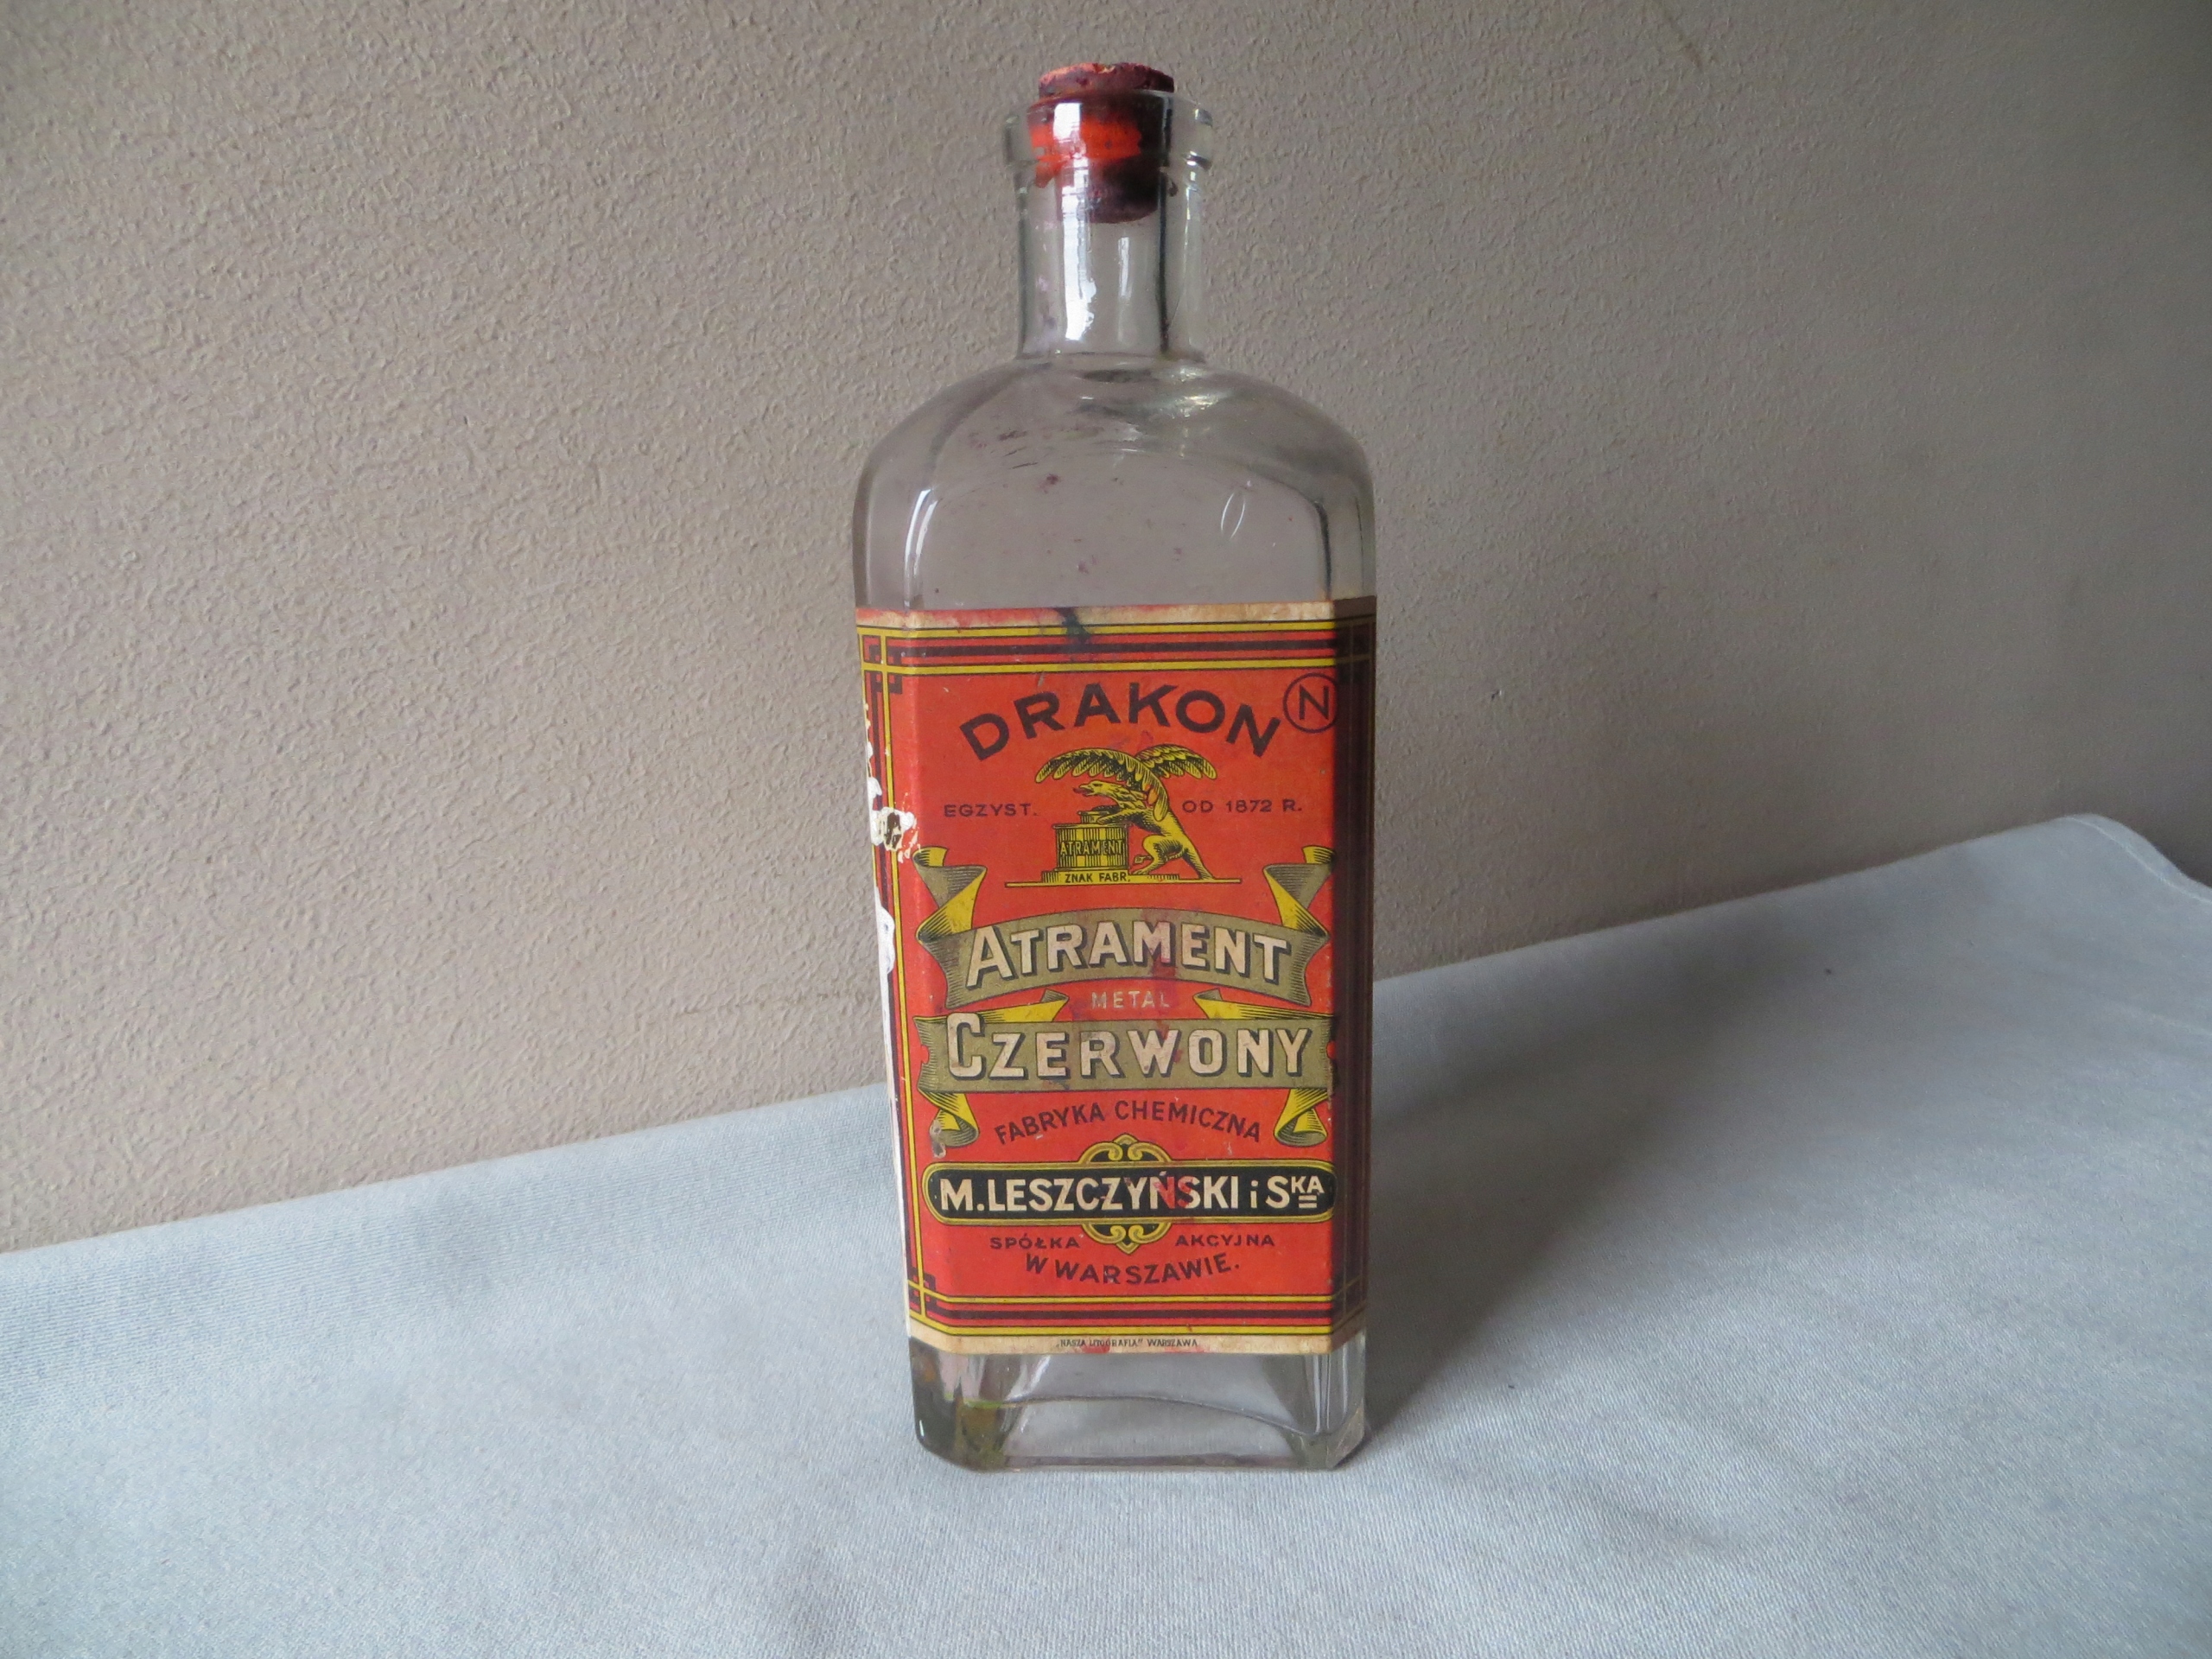 DRAKON N
EGZYST. OD 1872 R.
ATRAMENT
ZNAK FABR.
ATRAMENT
METAL
CZERWONY
FABRYKA CHEMICZNA
M. LESZCZYŃSKI i SKA
SPÓŁKA AKCYJNA
W WARSZAWIE.
„NASZA LITOGRAFIA" WARSZAWA